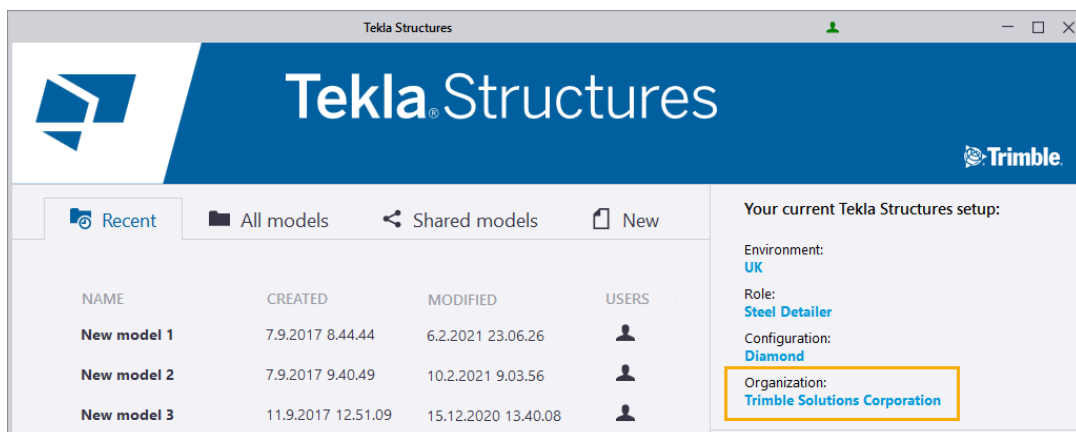 Tekla Structures
Tekla® Structures
Trimble.
Recent All models Shared models New
NAME CREATED MODIFIED USERS
New model 1 7.9.2017 8.44.44 6.2.2021 23.06.26
New model 2 7.9.2017 9.40.49 10.2.2021 9.03.56
New model 3 11.9.2017 12.51.09 15.12.2020 13.40.08
Your current Tekla Structures setup:
Environment:
UK
Role:
Steel Detailer
Configuration:
Diamond
Organization:
Trimble Solutions Corporation